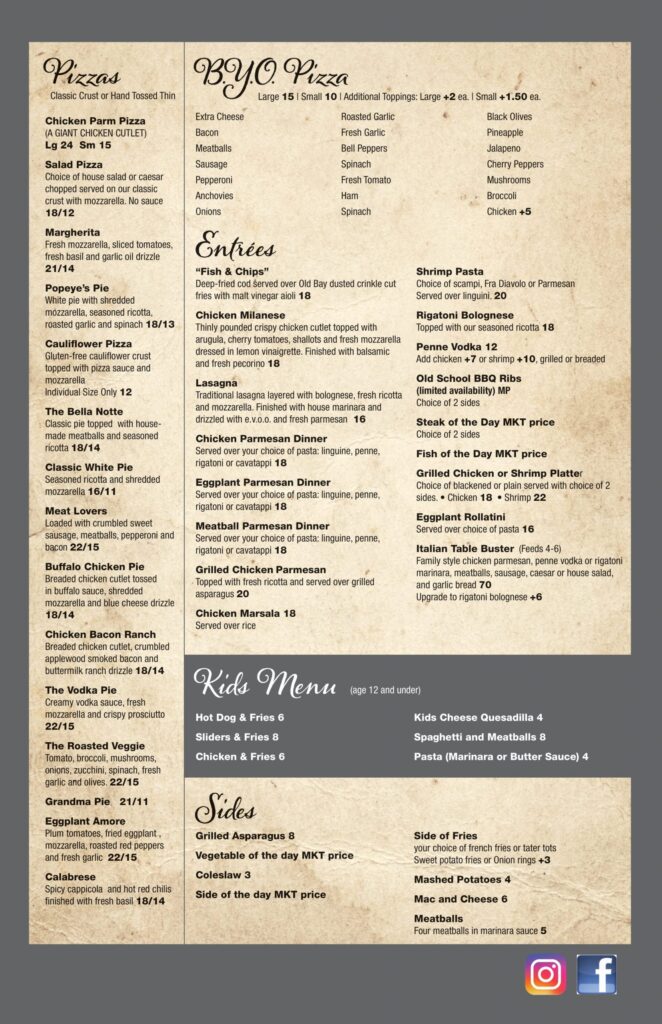 Pizzas
Classic Crust or Hand Tossed Thin
Chicken Parm Pizza
(A GIANT CHICKEN CUTLET)
Lg 24 Sm 15
Salad Pizza
Choice of house salad or caesar
chopped served on our classic
crust with mozzarella. No sauce
18/12
Margherita
Fresh mozzarella, sliced tomatoes,
fresh basil and garlic oil drizzle
21/14
Popeye's Pie
White pie with shredded
mozzarella, seasoned ricotta,
roasted garlic and spinach 18/13
Cauliflower Pizza
Gluten-free cauliflower crust
topped with pizza sauce and
mozzarella
Individual Size Only 12
The Bella Notte
Classic pie topped with house-
made meatballs and seasoned
ricotta 18/14
Classic White Pie
Seasoned ricotta and shredded
mozzarella 16/11
Meat Lovers
Loaded with crumbled sweet
sausage, meatballs, pepperoni and
bacon 22/15
Buffalo Chicken Pie
Breaded chicken cutlet tossed
in buffalo sauce, shredded
mozzarella and blue cheese drizzle
18/14
Chicken Bacon Ranch
Breaded chicken cutlet, crumbled
applewood smoked bacon and
buttermilk ranch drizzle 18/14
The Vodka Pie
Creamy vodka sauce, fresh
mozzarella and crispy prosciutto
22/15
The Roasted Veggie
Tomato, broccoli, mushrooms,
onions, zucchini, spinach, fresh
garlic and olives. 22/15
Grandma Pie 21/11
Eggplant Amore
Plum tomatoes, fried eggplant ,
mozzarella, roasted red peppers
and fresh garlic 22/15
Calabrese
Spicy cappicola and hot red chilis
finished with fresh basil 18/14
B.Y.O. Pizza
Large 15 | Small 10 | Additional Toppings: Large +2 ea. | Small +1.50 ea.
Extra Cheese
Bacon
Meatballs
Sausage
Pepperoni
Anchovies
Onions
Roasted Garlic
Fresh Garlic
Bell Peppers
Spinach
Fresh Tomato
Ham
Spinach
Black Olives
Pineapple
Jalapeno
Cherry Peppers
Mushrooms
Broccoli
Chicken +5
Entrées
"Fish & Chips"
Deep-fried cod served over Old Bay dusted crinkle cut
fries with malt vinegar aioli 18
Chicken Milanese
Thinly pounded crispy chicken cutlet topped with
arugula, cherry tomatoes, shallots and fresh mozzarella
dressed in lemon vinaigrette. Finished with balsamic
and fresh pecorino 18
Lasagna
Traditional lasagna layered with bolognese, fresh ricotta
and mozzarella. Finished with house marinara and
drizzled with e.v.o.o. and fresh parmesan 16
Chicken Parmesan Dinner
Served over your choice of pasta: linguine, penne,
rigatoni or cavatappi 18
Eggplant Parmesan Dinner
Served over your choice of pasta: linguine, penne,
rigatoni or cavatappi 18
Meatball Parmesan Dinner
Served over your choice of pasta: linguine, penne,
rigatoni or cavatappi 18
Grilled Chicken Parmesan
Topped with fresh ricotta and served over grilled
asparagus 20
Chicken Marsala 18
Served over rice
Shrimp Pasta
Choice of scampi, Fra Diavolo or Parmesan
Served over linguini. 20
Rigatoni Bolognese
Topped with our seasoned ricotta 18
Penne Vodka 12
Add chicken +7 or shrimp +10, grilled or breaded
Old School BBQ Ribs
(limited availability) MP
Choice of 2 sides
Steak of the Day MKT price
Choice of 2 sides
Fish of the Day MKT price
Grilled Chicken or Shrimp Platter
Choice of blackened or plain served with choice of 2
sides. • Chicken 18 • Shrimp 22
Eggplant Rollatini
Served over choice of pasta 16
Italian Table Buster (Feeds 4-6)
Family style chicken parmesan, penne vodka or rigatoni
marinara, meatballs, sausage, caesar or house salad,
and garlic bread 70
Upgrade to rigatoni bolognese +6
Kids Menu (age 12 and under)
Hot Dog & Fries 6
Sliders & Fries 8
Chicken & Fries 6
Kids Cheese Quesadilla 4
Spaghetti and Meatballs 8
Pasta (Marinara or Butter Sauce) 4
Sides
Grilled Asparagus 8
Vegetable of the day MKT price
Coleslaw 3
Side of the day MKT price
Side of Fries
your choice of french fries or tater tots
Sweet potato fries or Onion rings +3
Mashed Potatoes 4
Mac and Cheese 6
Meatballs
Four meatballs in marinara sauce 5